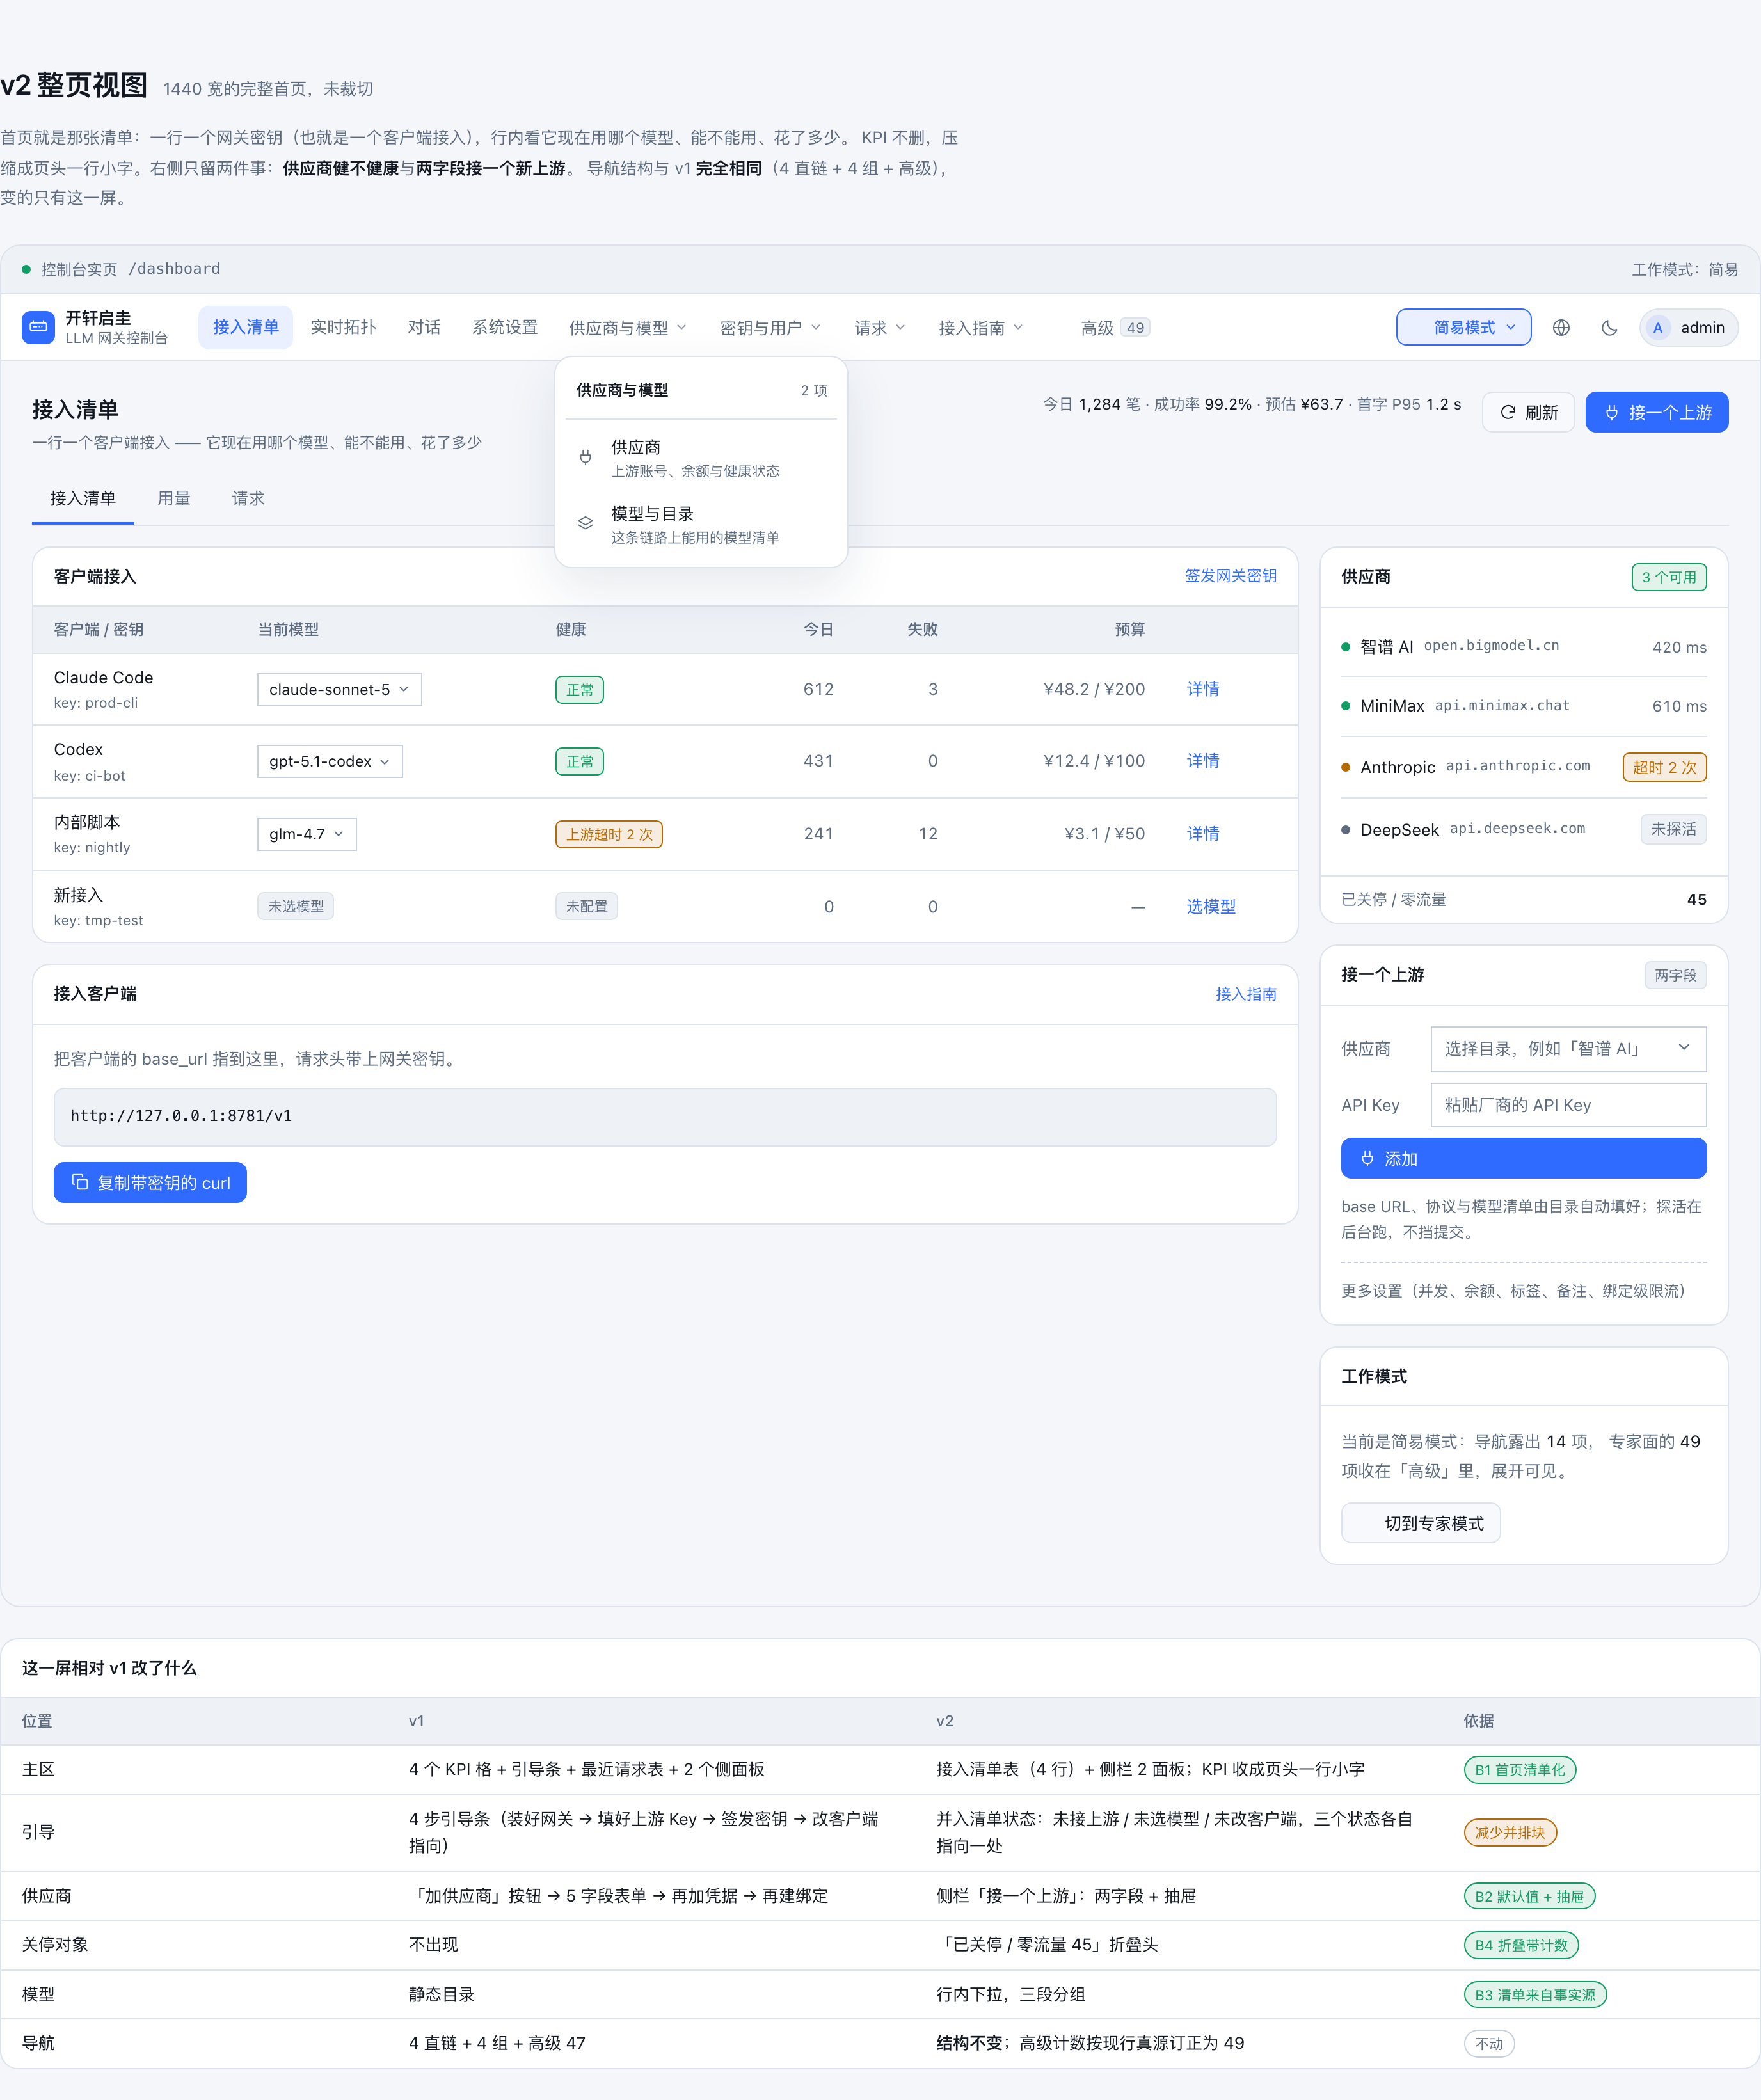 v2 整页视图 1440 宽的完整首页，未裁切
首页就是那张清单：一行一个网关密钥（也就是一个客户端接入），行内看它现在用哪个模型、能不能用、花了多少。 KPI 不删，压
缩成页头一行小字。右侧只留两件事：供应商健不健康与两字段接一个新上游。 导航结构与 v1 完全相同（4 直链 + 4 组 + 高级），
变的只有这一屏。
控制台实页 /dashboard 工作模式：简易
开轩启圭
LLM 网关控制台
接入清单 实时拓扑 对话 系统设置 供应商与模型 密钥与用户 请求 接入指南 高级 49 简易模式 A admin
供应商与模型 2 项
供应商
上游账号、余额与健康状态
模型与目录
这条链路上能用的模型清单
接入清单
一行一个客户端接入 —— 它现在用哪个模型、能不能用、花了多少
今日 1,284 笔 · 成功率 99.2% · 预估 ¥63.7 · 首字 P95 1.2 s 刷新 接一个上游
接入清单 用量 请求
客户端接入 签发网关密钥
客户端 / 密钥 当前模型 健康 今日 失败 预算
Claude Code
key: prod-cli
claude-sonnet-5 正常 612 3 ¥48.2 / ¥200 详情
Codex
key: ci-bot
gpt-5.1-codex 正常 431 0 ¥12.4 / ¥100 详情
内部脚本
key: nightly
glm-4.7 上游超时 2 次 241 12 ¥3.1 / ¥50 详情
新接入
key: tmp-test
未选模型 未配置 0 0 — 选模型
接入客户端 接入指南
把客户端的 base_url 指到这里，请求头带上网关密钥。
http://127.0.0.1:8781/v1
复制带密钥的 curl
供应商 3 个可用
智谱 AI open.bigmodel.cn 420 ms
MiniMax api.minimax.chat 610 ms
Anthropic api.anthropic.com 超时 2 次
DeepSeek api.deepseek.com 未探活
已关停 / 零流量 45
接一个上游 两字段
供应商 选择目录，例如「智谱 AI」
API Key 粘贴厂商的 API Key
添加
base URL、协议与模型清单由目录自动填好；探活在
后台跑，不挡提交。
更多设置（并发、余额、标签、备注、绑定级限流）
工作模式
当前是简易模式：导航露出 14 项， 专家面的 49
项收在「高级」里，展开可见。
切到专家模式
这一屏相对 v1 改了什么
位置 v1 v2 依据
主区 4 个 KPI 格 + 引导条 + 最近请求表 + 2 个侧面板 接入清单表（4 行）+ 侧栏 2 面板；KPI 收成页头一行小字 B1 首页清单化
引导 4 步引导条（装好网关 → 填好上游 Key → 签发密钥 → 改客户端
指向） 并入清单状态：未接上游 / 未选模型 / 未改客户端，三个状态各自
指向一处 减少并排块
供应商 「加供应商」按钮 → 5 字段表单 → 再加凭据 → 再建绑定 侧栏「接一个上游」：两字段 + 抽屉 B2 默认值 + 抽屉
关停对象 不出现 「已关停 / 零流量 45」折叠头 B4 折叠带计数
模型 静态目录 行内下拉，三段分组 B3 清单来自事实源
导航 4 直链 + 4 组 + 高级 47 结构不变；高级计数按现行真源订正为 49 不动